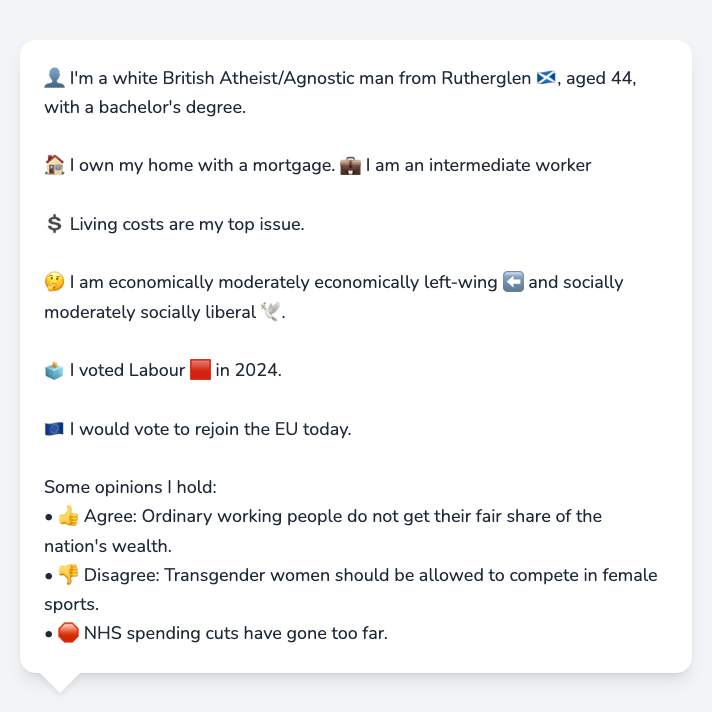 👤 I'm a white British Atheist/Agnostic man from Rutherglen 🏴󠁧󠁢󠁳󠁣󠁴󠁿, aged 44,
with a bachelor's degree.
🏠 I own my home with a mortgage. 💼 I am an intermediate worker
💲 Living costs are my top issue.
🤔 I am economically moderately economically left-wing ⬅️ and socially
moderately socially liberal 🕊️.
🗳️ I voted Labour 🟥 in 2024.
🇪🇺 I would vote to rejoin the EU today.
Some opinions I hold:
• 👍 Agree: Ordinary working people do not get their fair share of the
nation's wealth.
• 👎 Disagree: Transgender women should be allowed to compete in female
sports.
• 🛑 NHS spending cuts have gone too far.